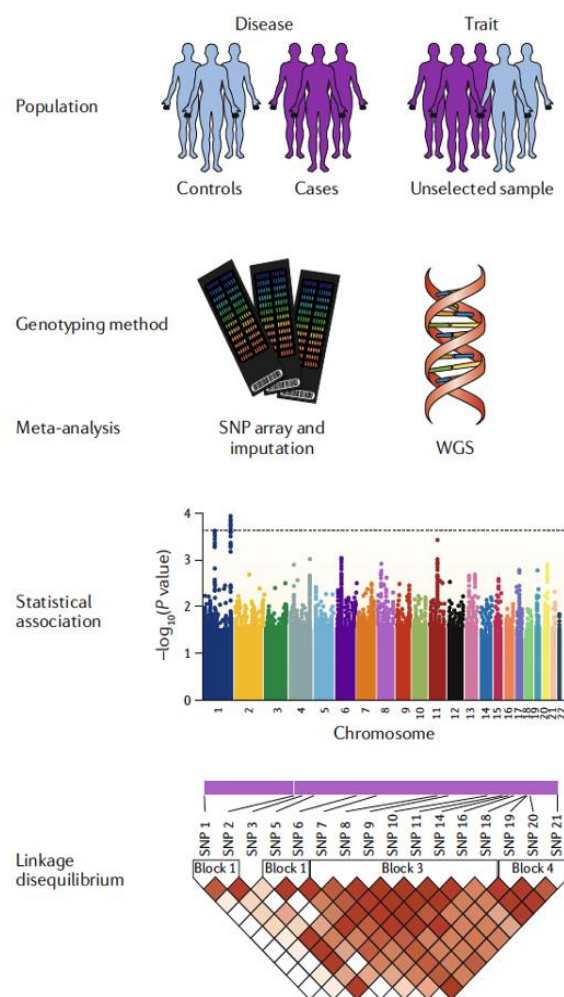 Disease
Trait
Population
Controls
Cases
Unselected sample
Genotyping method
Meta-analysis
SNP array and
imputation
WGS
Statistical
association
–log₁₀(P value)
4
3
2
1
0
1 2 3 4 5 6 7 8 9 10 11 12 13 14 15 16 17 18 19 20 21 22
Chromosome
Linkage
disequilibrium
SNP 1
SNP 2
SNP 3
SNP 5
SNP 6
SNP 7
SNP 8
SNP 9
SNP 10
SNP 11
SNP 14
SNP 16
SNP 18
SNP 19
SNP 20
SNP 21
Block 1
Block 1
Block 3
Block 4